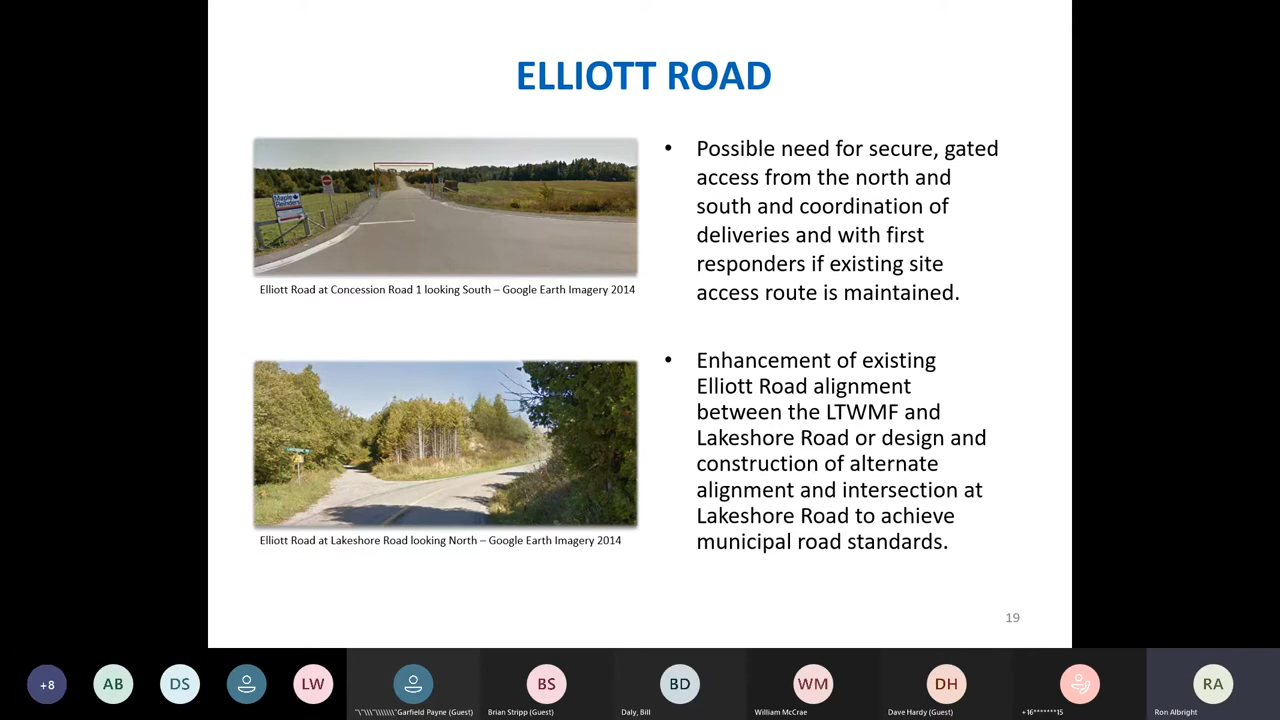 ELLIOTT ROAD
Elliott Road at Concession Road 1 looking South – Google Earth Imagery 2014
Elliott Road at Lakeshore Road looking North – Google Earth Imagery 2014
• Possible need for secure, gated
access from the north and
south and coordination of
deliveries and with first
responders if existing site
access route is maintained.
• Enhancement of existing
Elliott Road alignment
between the LTWMF and
Lakeshore Road or design and
construction of alternate
alignment and intersection at
Lakeshore Road to achieve
municipal road standards.
19
+8
AB
DS
LW
"\"\\\"\\\\\\\"Garfield Payne (Guest)
BS
Brian Stripp (Guest)
BD
Daly, Bill
WM
William McCrae
DH
Dave Hardy (Guest)
+16*******15
RA
Ron Albright